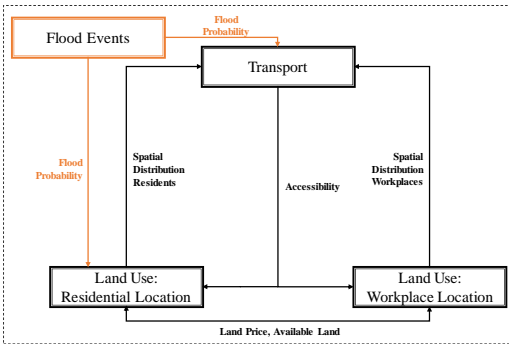 Flood
Probability
Flood Events
Transport
Flood
Probability
Spatial
Distribution
Residents
Accessibility
Spatial
Distribution
Workplaces
Land Use:
Residential Location
Land Use:
Workplace Location
Land Price, Available Land